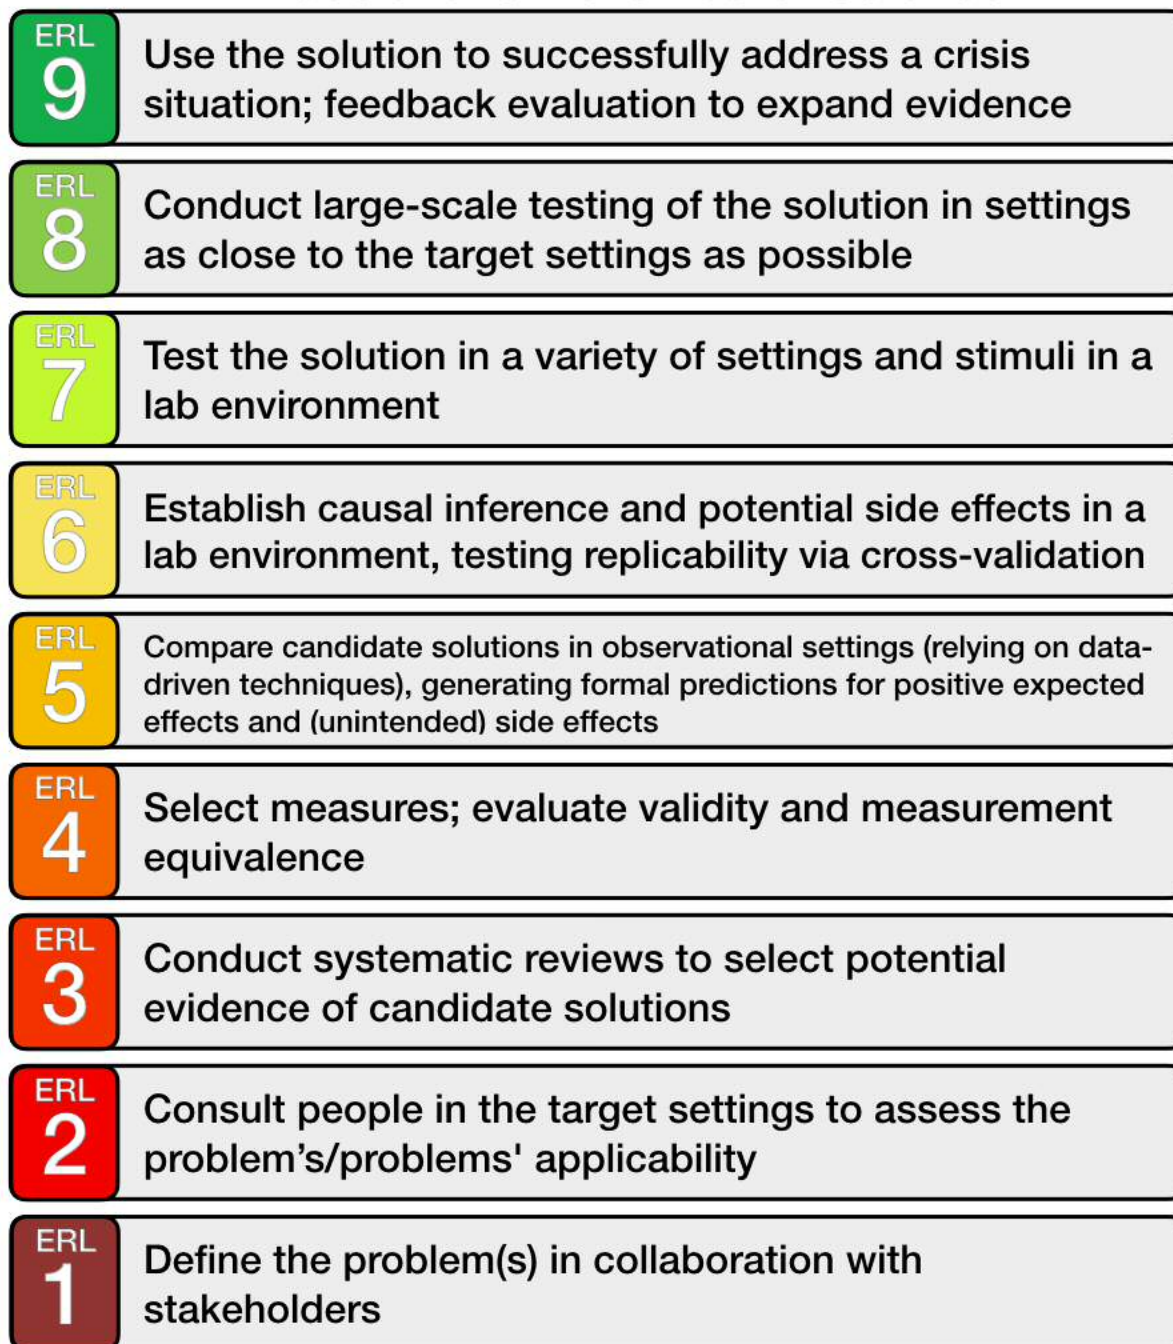 ERL
9
Use the solution to successfully address a crisis
situation; feedback evaluation to expand evidence
ERL
8
Conduct large-scale testing of the solution in settings
as close to the target settings as possible
ERL
7
Test the solution in a variety of settings and stimuli in a
lab environment
ERL
6
Establish causal inference and potential side effects in a
lab environment, testing replicability via cross-validation
ERL
5
Compare candidate solutions in observational settings (relying on data-
driven techniques), generating formal predictions for positive expected
effects and (unintended) side effects
ERL
4
Select measures; evaluate validity and measurement
equivalence
ERL
3
Conduct systematic reviews to select potential
evidence of candidate solutions
ERL
2
Consult people in the target settings to assess the
problem’s/problems' applicability
ERL
1
Define the problem(s) in collaboration with
stakeholders